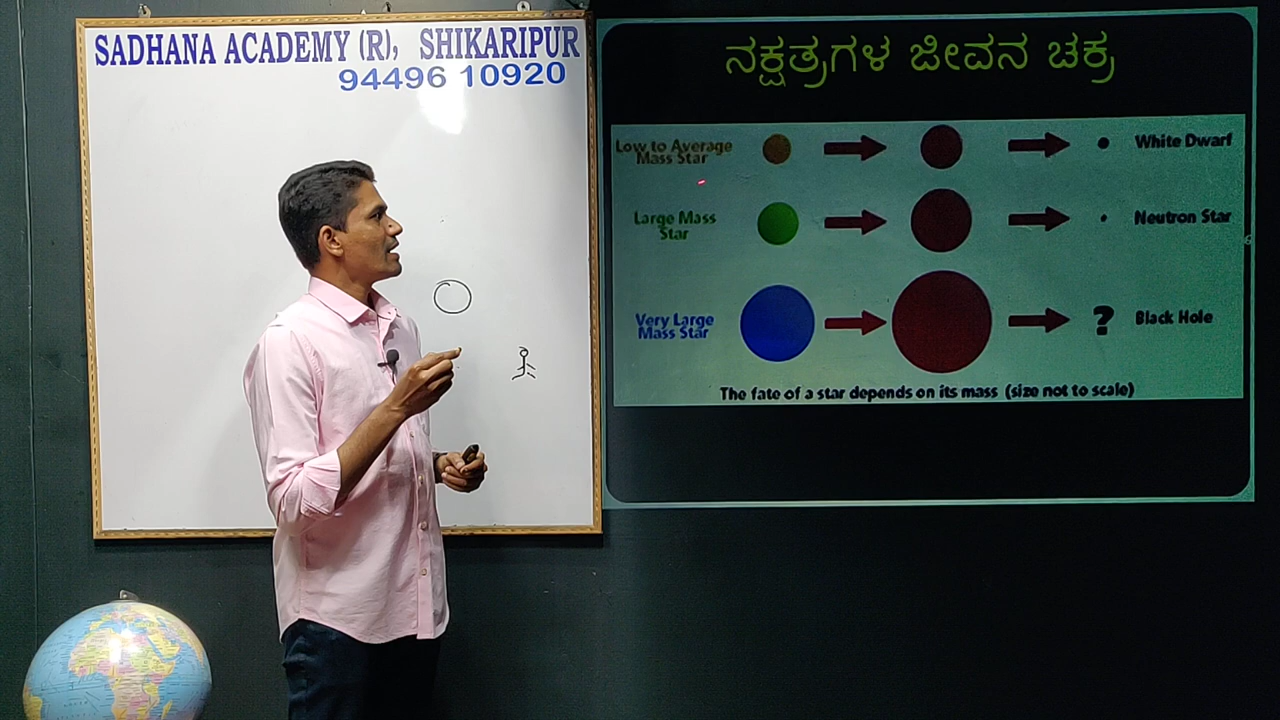 SADHANA ACADEMY (R), SHIKARIPUR
94496 10920
ನಕ್ಷತ್ರಗಳ ಜೀವನ ಚಕ್ರ
Low to Average
Mass Star
White Dwarf
Large Mass
Star
Neutron Star
Very Large
Mass Star
?
Black Hole
The fate of a star depends on its mass (size not to scale)